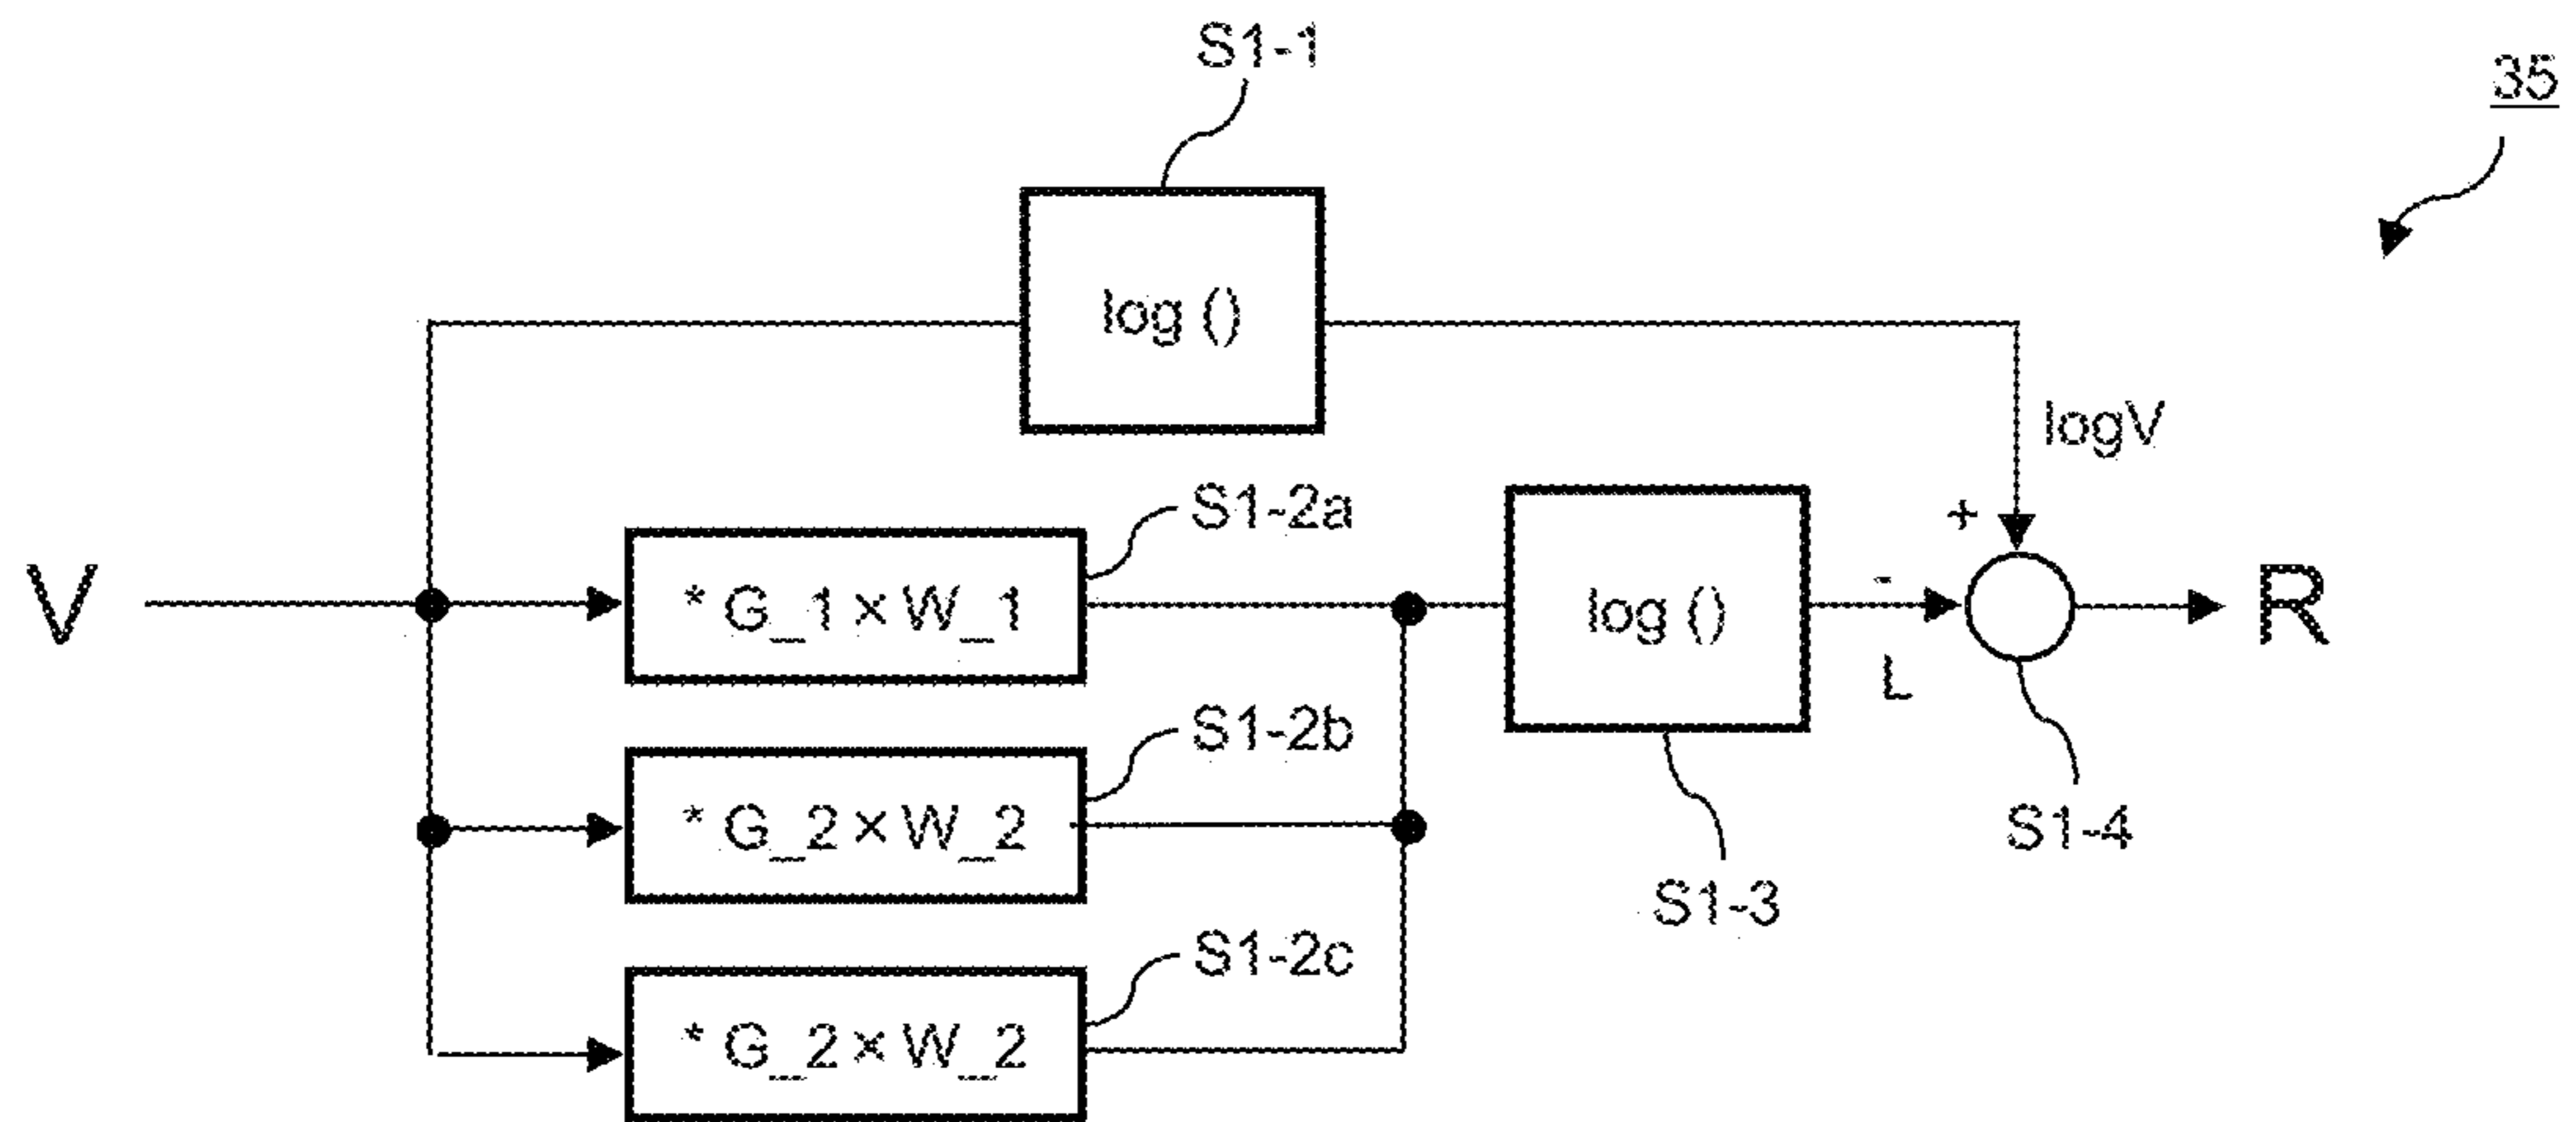 S1-1
35
log ()
logV
S1-2a
+
V
* G_1 × W_1
log ()
-
R
L
S1-2b
* G_2 × W_2
S1-4
S1-3
S1-2c
* G_2 × W_2